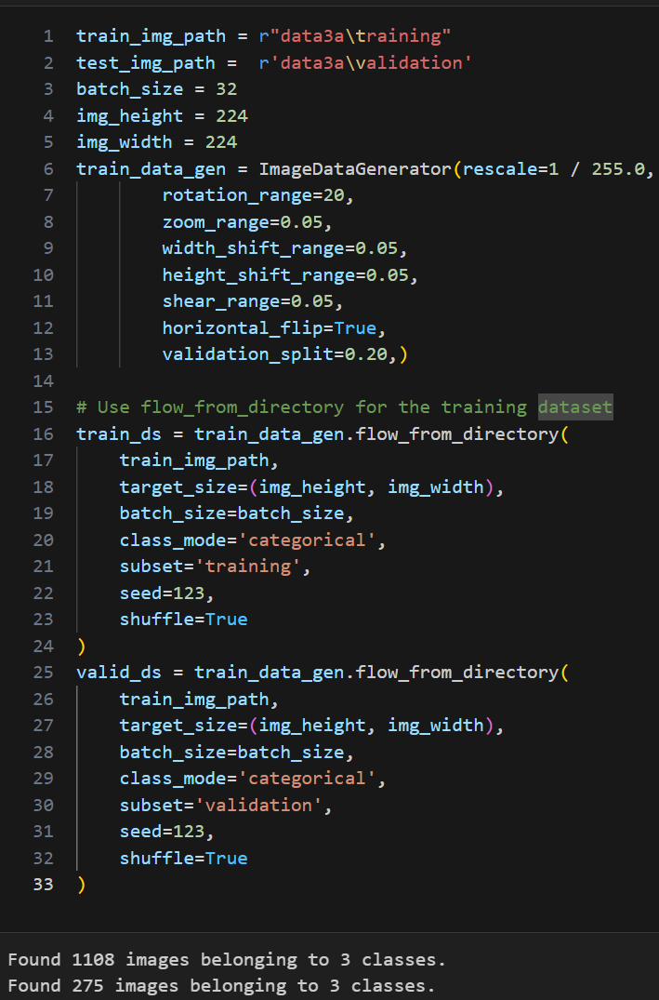 1 train_img_path = r"data3a\training"
2 test_img_path =  r'data3a\validation'
3 batch_size = 32
4 img_height = 224
5 img_width = 224
6 train_data_gen = ImageDataGenerator(rescale=1 / 255.0,
7         rotation_range=20,
8         zoom_range=0.05,
9         width_shift_range=0.05,
10         height_shift_range=0.05,
11         shear_range=0.05,
12         horizontal_flip=True,
13         validation_split=0.20,)
14
15 # Use flow_from_directory for the training dataset
16 train_ds = train_data_gen.flow_from_directory(
17     train_img_path,
18     target_size=(img_height, img_width),
19     batch_size=batch_size,
20     class_mode='categorical',
21     subset='training',
22     seed=123,
23     shuffle=True
24 )
25 valid_ds = train_data_gen.flow_from_directory(
26     train_img_path,
27     target_size=(img_height, img_width),
28     batch_size=batch_size,
29     class_mode='categorical',
30     subset='validation',
31     seed=123,
32     shuffle=True
33 )
Found 1108 images belonging to 3 classes.
Found 275 images belonging to 3 classes.